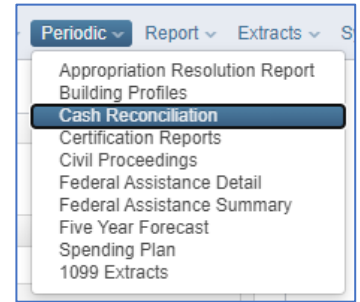 Periodic Report Extracts
Appropriation Resolution Report
Building Profiles
Cash Reconciliation
Certification Reports
Civil Proceedings
Federal Assistance Detail
Federal Assistance Summary
Five Year Forecast
Spending Plan
1099 Extracts